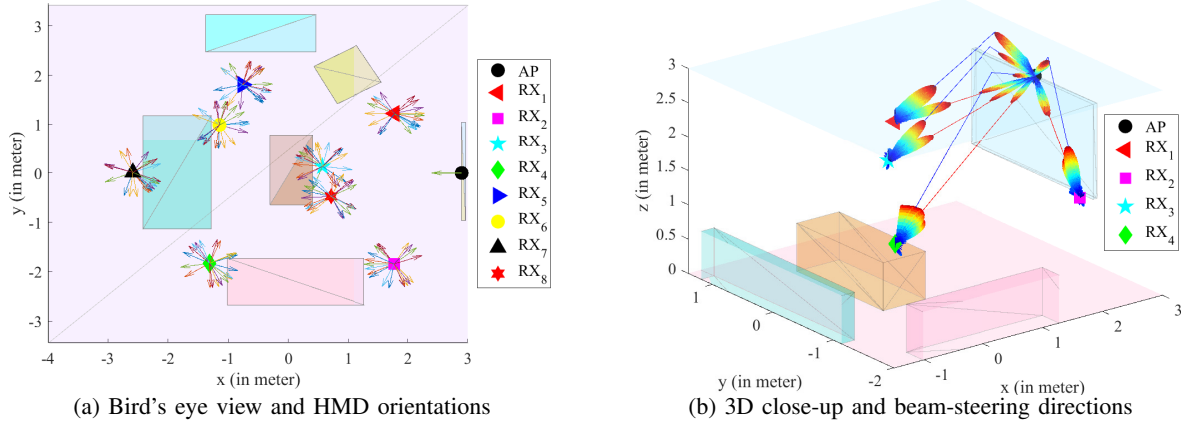 3
2
1
0
-1
-2
-3
y (in meter)
-4
-3
-2
-1
0
1
2
3
x (in meter)
AP
RX1
RX2
RX3
RX4
RX5
RX6
RX7
RX8
(a) Bird's eye view and HMD orientations
3
2.5
2
1.5
1
0.5
0
z (in meter)
1
0
-1
-2
y (in meter)
-1
0
1
2
3
x (in meter)
AP
RX1
RX2
RX3
RX4
(b) 3D close-up and beam-steering directions